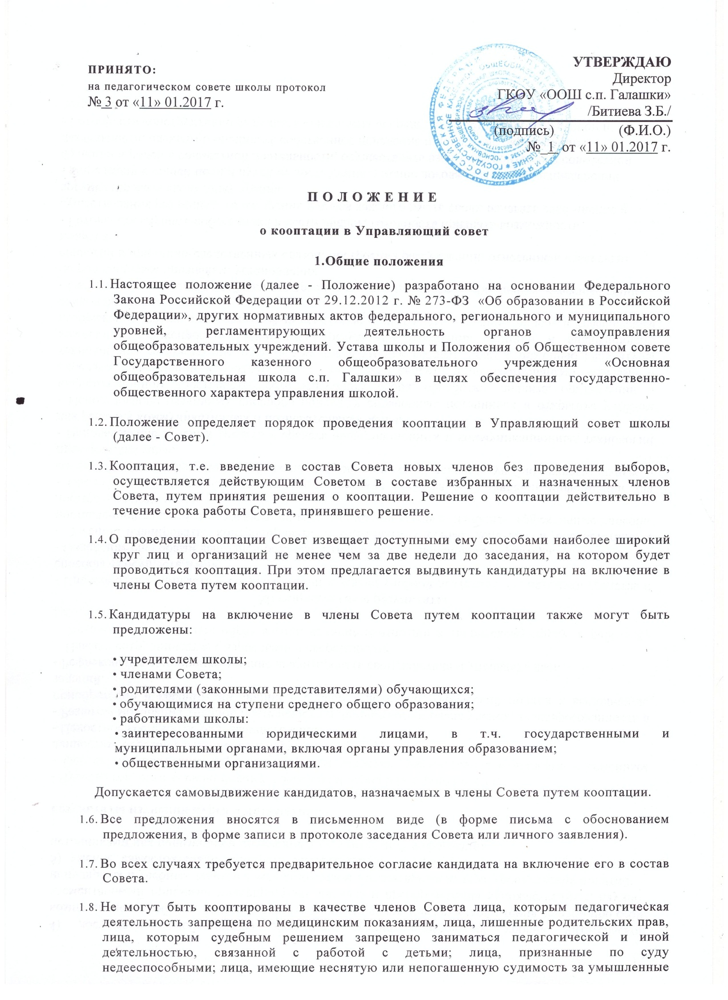 ПРИНЯТО:
на педагогическом совете школы протокол
№ 3 от «11» 01.2017 г.
УТВЕРЖДАЮ
Директор
ГКОУ «ООШ с.п. Галашки»
/Битиева З.Б./
(подпись) (Ф.И.О.)
№ 1 от «11» 01.2017 г.
ПОЛОЖЕНИЕ
о кооптации в Управляющий совет
1.Общие положения
1.1. Настоящее положение (далее - Положение) разработано на основании Федерального
Закона Российской Федерации от 29.12.2012 г. № 273-ФЗ «Об образовании в Российской
Федерации», других нормативных актов федерального, регионального и муниципального
уровней, регламентирующих деятельность органов самоуправления
общеобразовательных учреждений. Устава школы и Положения об Общественном совете
Государственного казенного общеобразовательного учреждения «Основная
общеобразовательная школа с.п. Галашки» в целях обеспечения государственно-
общественного характера управления школой.
1.2. Положение определяет порядок проведения кооптации в Управляющий совет школы
(далее - Совет).
1.3. Кооптация, т.е. введение в состав Совета новых членов без проведения выборов,
осуществляется действующим Советом в составе избранных и назначенных членов
Совета, путем принятия решения о кооптации. Решение о кооптации действительно в
течение срока работы Совета, принявшего решение.
1.4. О проведении кооптации Совет извещает доступными ему способами наиболее широкий
круг лиц и организаций не менее чем за две недели до заседания, на котором будет
проводиться кооптация. При этом предлагается выдвинуть кандидатуры на включение в
члены Совета путем кооптации.
1.5. Кандидатуры на включение в члены Совета путем кооптации также могут быть
предложены:
• учредителем школы;
• членами Совета;
• родителями (законными представителями) обучающихся;
• обучающимися на ступени среднего общего образования;
• работниками школы:
• заинтересованными юридическими лицами, в т.ч. государственными и
муниципальными органами, включая органы управления образованием;
• общественными организациями.
Допускается самовыдвижение кандидатов, назначаемых в члены Совета путем кооптации.
1.6. Все предложения вносятся в письменном виде (в форме письма с обоснованием
предложения, в форме записи в протоколе заседания Совета или личного заявления).
1.7. Во всех случаях требуется предварительное согласие кандидата на включение его в состав
Совета.
1.8. Не могут быть кооптированы в качестве членов Совета лица, которым педагогическая
деятельность запрещена по медицинским показаниям, лица, лишенные родительских прав,
лица, которым судебным решением запрещено заниматься педагогической и иной
деятельностью, связанной с работой с детьми; лица, признанные по суду
недееспособными; лица, имеющие неснятую или непогашенную судимость за умышленные